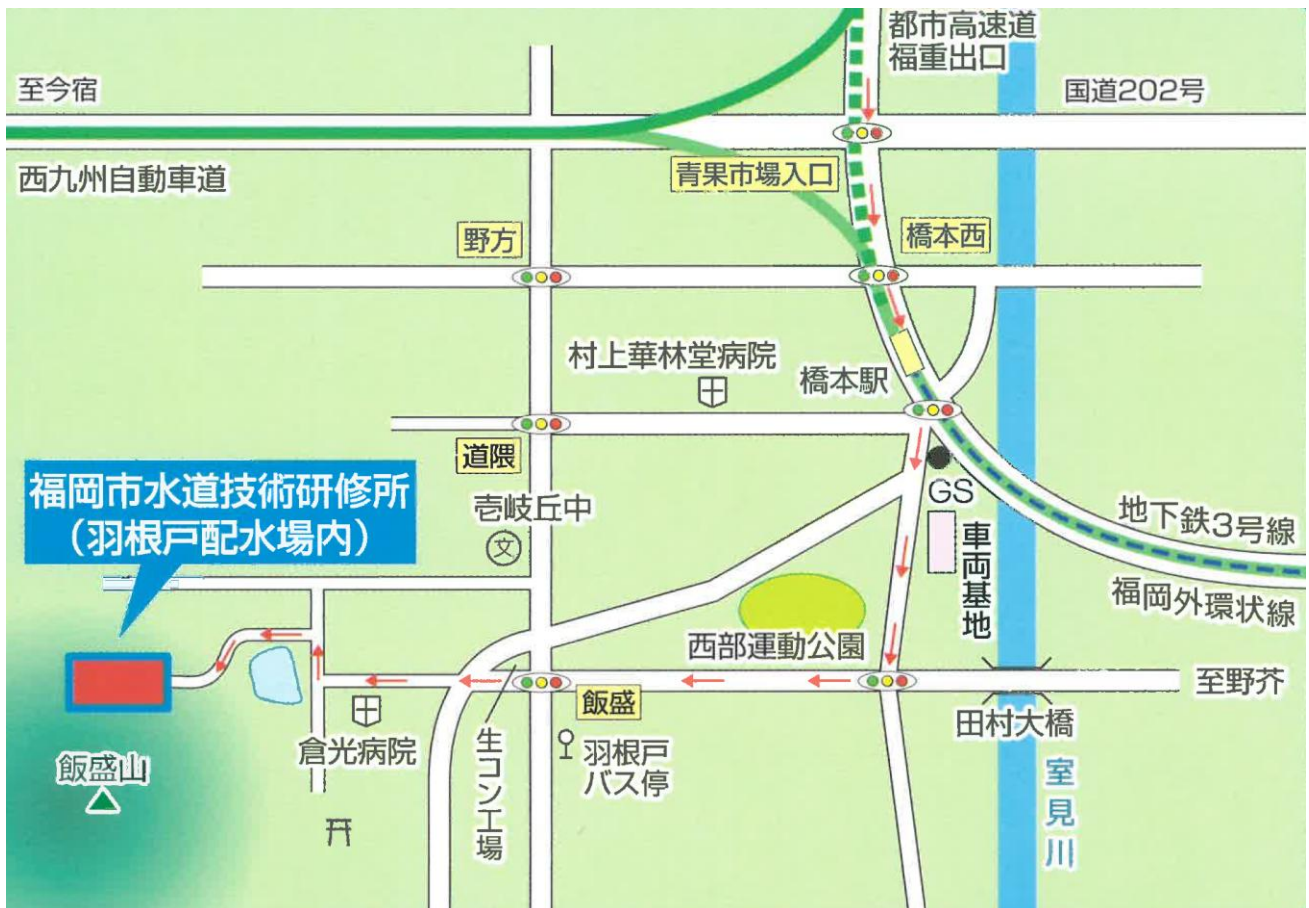 都市高速道
福重出口
至今宿
国道202号
西九州自動車道
青果市場入口
野方
橋本西
村上華林堂病院
橋本駅
道隈
福岡市水道技術研修所
(羽根戸配水場内)
壱岐丘中
文
GS
車両基地
地下鉄3号線
福岡外環状線
西部運動公園
至野芥
飯盛
田村大橋
倉光病院
生コン工場
羽根戸
バス停
飯盛山
室見川